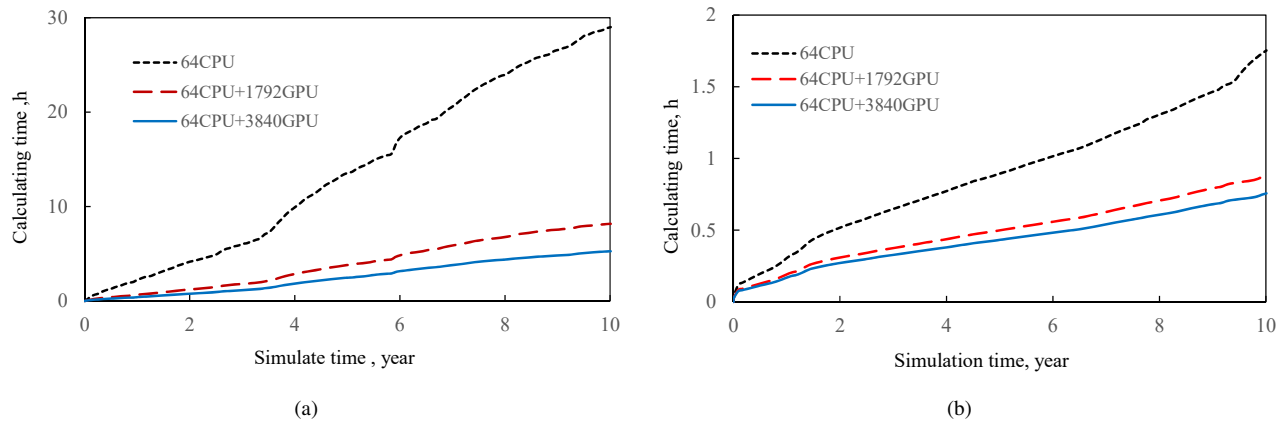 30
20
10
0
0
2
4
6
8
10
Calculating time ,h
Simulate time , year
64CPU
64CPU+1792GPU
64CPU+3840GPU
(a)
2
1.5
1
0.5
0
0
2
4
6
8
10
Calculating time, h
Simulation time, year
64CPU
64CPU+1792GPU
64CPU+3840GPU
(b)